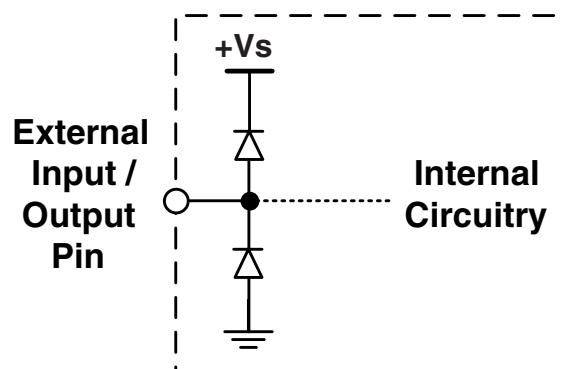 +Vs
External
Input /
Output
Pin
Internal
Circuitry